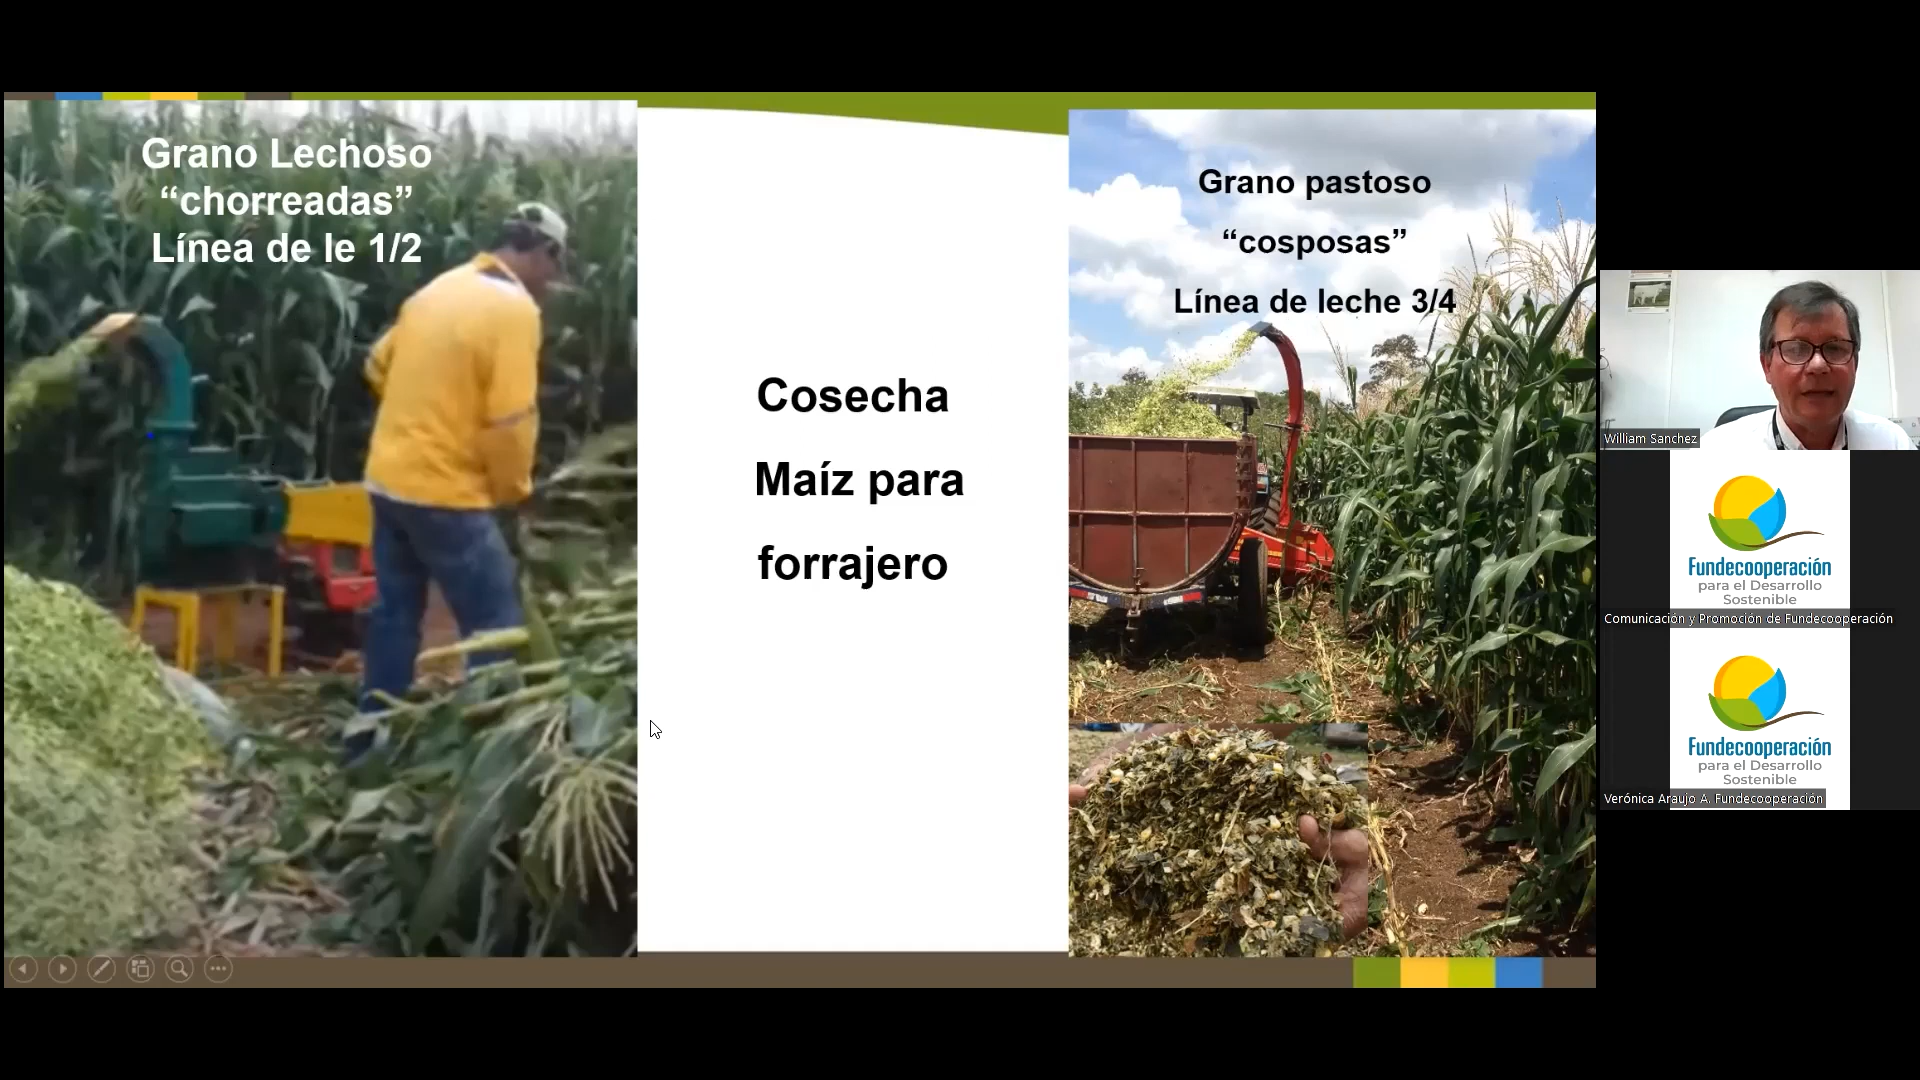 Grano Lechoso
“chorreadas”
Línea de le 1/2
Cosecha
Maíz para
forrajero
Grano pastoso
“cosposas”
Línea de leche 3/4
William Sanchez
Fundecooperación
para el Desarrollo
Sostenible
Comunicación y Promoción de Fundecooperación
Fundecooperación
para el Desarrollo
Sostenible
Verónica Araujo A. Fundecooperación